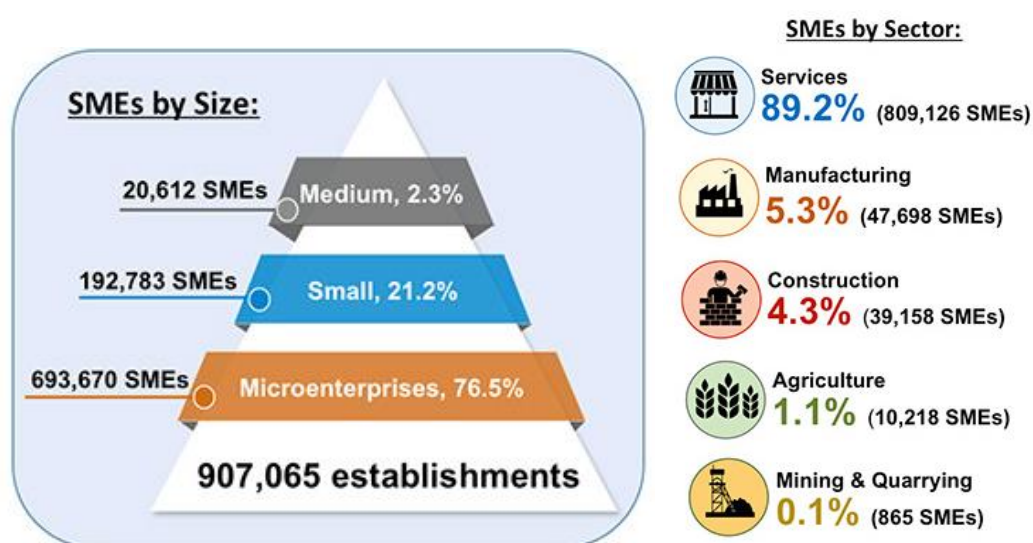 SMEs by Size:
20,612 SMEs
Medium, 2.3%
192,783 SMEs
Small, 21.2%
693,670 SMEs
Microenterprises, 76.5%
907,065 establishments
SMEs by Sector:
Services
89.2% (809,126 SMEs)
Manufacturing
5.3% (47,698 SMEs)
Construction
4.3% (39,158 SMEs)
Agriculture
1.1% (10,218 SMEs)
Mining & Quarrying
0.1% (865 SMEs)